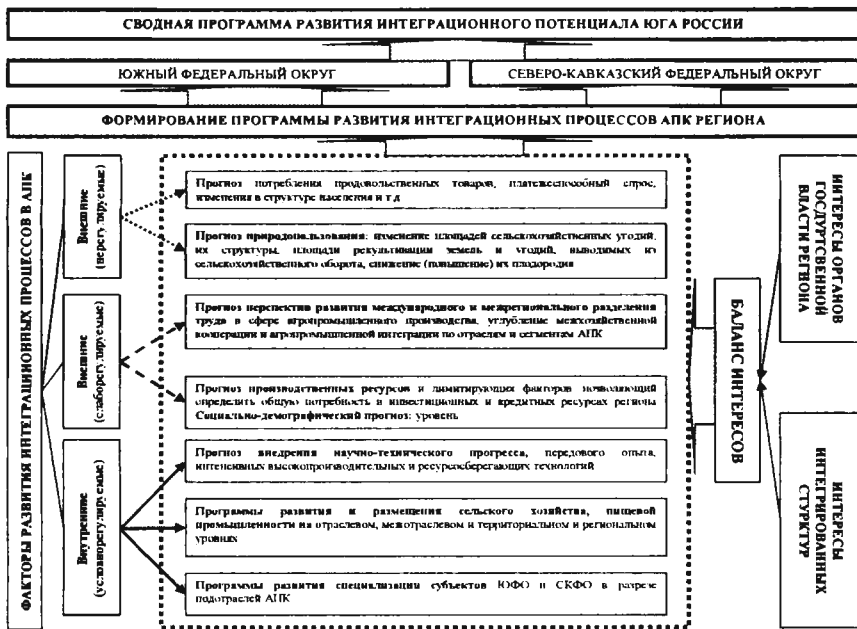 СВОДНАЯ ПРОГРАММА РАЗВИТИЯ ИНТЕГРАЦИОННОГО ПОТЕНЦИАЛА ЮГА РОССИИ
ЮЖНЫЙ ФЕДЕРАЛЬНЫЙ ОКРУГ
СЕВЕРО-КАВКАЗСКИЙ ФЕДЕРАЛЬНЫЙ ОКРУГ
ФОРМИРОВАНИЕ ПРОГРАММЫ РАЗВИТИЯ ИНТЕГРАЦИОННЫХ ПРОЦЕССОВ АПК РЕГИОНА
ФАКТОРЫ РАЗВИТИЯ ИНТЕГРАЦИОННЫХ ПРОЦЕССОВ В АПК
Внешние
(нерегулируемые)
Внешние
(слаборегулируемые)
Внутренние
(условнорегулируемые)
Прогноз потребления продовольственных товаров, платежеспособный спрос,
изменения в структуре населения и т д
Прогноз природопользования: изменение площадей сельскохозяйственных угодий,
их структуры, площади рекультивации земель и угодий, выводимых из
сельскохозяйственного оборота, снижение (повышение) их плодородия
Прогноз перспектив развития международного и межрегионального разделения
труда в сфере агропромышленного производства, углубление межхозяйственной
кооперации и агропромышленной интеграции по отраслям и сегментам АПК
Прогноз производственных ресурсов и лимитирующих факторов позволяющий
определить общую потребность в инвестиционных и кредитных ресурсах регионы
Социально-демографический прогноз: уровень
Прогноз внедрения научно-технического прогресса, передового опыта,
интенсивных высокопроизводительных и ресурсосберегающих технологий
Программы развития и размещения сельского хозяйства, пищевой
промышленности на отраслевом, межотраслевом и территориальном и региональном
уровнях
Программы развития специализации субъектов ЮФО и СКФО в разрезе
подотраслей АПК
БАЛАНС ИНТЕРЕСОВ
ИНТЕРЕСЫ ОРГАНОВ
ГОСДУРТСВЕННОЙ
ВЛАСТИ РЕГИОНА
ИНТЕРЕСЫ
ИНТЕГРИРОВАННЫХ
СТУРКТУР